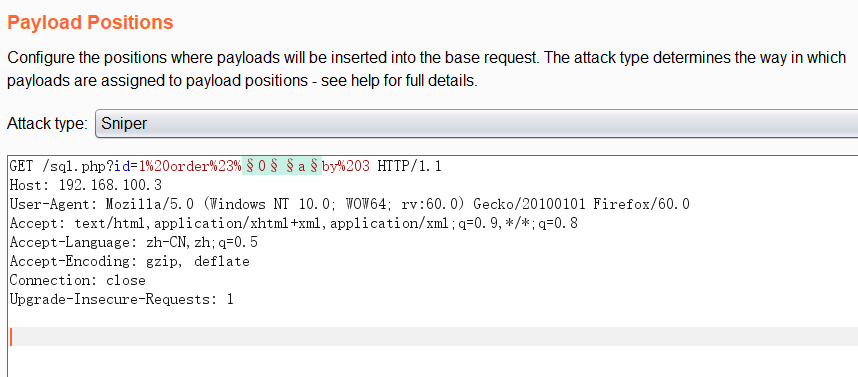 Payload Positions
Configure the positions where payloads will be inserted into the base request. The attack type determines the way in which
payloads are assigned to payload positions - see help for full details.
Attack type: Sniper
GET /sql.php?id=1%20order%23%§0§§a§by%203 HTTP/1.1
Host: 192.168.100.3
User-Agent: Mozilla/5.0 (Windows NT 10.0; WOW64; rv:60.0) Gecko/20100101 Firefox/60.0
Accept: text/html,application/xhtml+xml,application/xml;q=0.9,*/*;q=0.8
Accept-Language: zh-CN,zh;q=0.5
Accept-Encoding: gzip, deflate
Connection: close
Upgrade-Insecure-Requests: 1